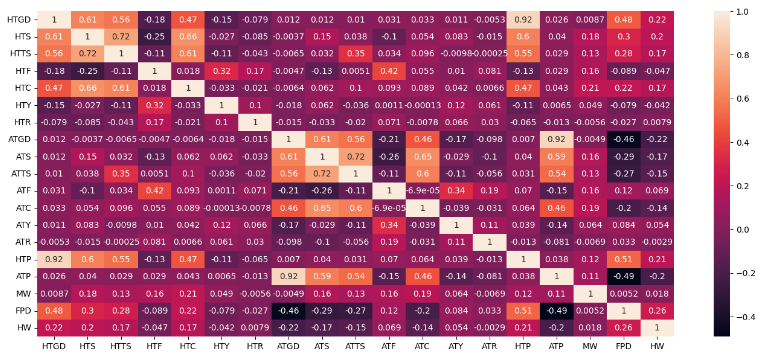 HTGD 1 0.61 0.56 -0.18 0.47 -0.15 -0.079 0.012 0.012 0.01 0.031 0.033 0.011 -0.0053 0.92 0.026 0.0087 0.48 0.22
HTS 0.61 1 0.72 -0.25 0.66 -0.027 -0.085 -0.0037 0.15 0.038 -0.1 0.054 0.083 -0.015 0.6 0.04 0.18 0.3 0.2
HTTS 0.56 0.72 1 -0.11 0.61 -0.11 -0.043 -0.0065 0.032 0.35 0.034 0.096 -0.0098 -0.00025 0.55 0.029 0.13 0.28 0.17
HTF -0.18 -0.25 -0.11 1 0.018 0.32 0.17 -0.0047 -0.13 0.0051 0.42 0.055 0.01 0.081 -0.13 0.029 0.16 -0.089 -0.047
HTC 0.47 0.66 0.61 0.018 1 -0.033 -0.021 -0.0064 0.062 0.1 0.093 0.089 0.042 0.0066 0.47 0.043 0.21 0.22 0.17
HTY -0.15 -0.027 -0.11 0.32 -0.033 1 0.1 -0.018 0.062 -0.036 0.0011 -0.00013 0.12 0.061 -0.11 0.0065 0.049 -0.079 -0.042
HTR -0.079 -0.085 -0.043 0.17 -0.021 0.1 1 -0.015 -0.033 -0.02 0.071 -0.0078 0.066 0.03 -0.065 -0.013 -0.0056 -0.027 0.0079
ATGD 0.012 -0.0037 -0.0065 -0.0047 -0.0064 -0.018 -0.015 1 0.61 0.56 -0.21 0.46 -0.17 -0.098 0.007 0.92 -0.0049 -0.46 -0.22
ATS 0.012 0.15 0.032 -0.13 0.062 0.062 -0.033 0.61 1 0.72 -0.26 0.65 -0.029 -0.1 0.04 0.59 0.16 -0.29 -0.17
ATTS 0.01 0.038 0.35 0.0051 0.1 -0.036 -0.02 0.56 0.72 1 -0.11 0.6 -0.11 -0.056 0.031 0.54 0.13 -0.27 -0.15
ATF 0.031 -0.1 0.034 0.42 0.093 0.0011 0.071 -0.21 -0.26 -0.11 1 -6.9e-05 0.34 0.19 0.07 -0.15 0.16 0.12 0.069
ATC 0.033 0.054 0.096 0.055 0.089 -0.00013 -0.0078 0.46 0.65 0.6 -6.9e-05 1 -0.039 -0.031 0.067 0.46 0.19 -0.2 -0.14
ATY 0.011 0.083 -0.0098 0.01 0.042 0.12 0.066 -0.17 -0.029 -0.11 0.34 -0.039 1 0.11 0.039 -0.14 0.064 0.084 0.054
ATR -0.0053 -0.015 -0.00025 0.081 0.0066 0.061 0.03 -0.098 -0.1 -0.056 0.19 -0.031 0.11 1 -0.013 -0.081 -0.0069 0.033 -0.0029
HTP 0.92 0.6 0.55 -0.13 0.47 -0.11 -0.065 0.007 0.04 0.031 0.07 0.067 0.039 -0.013 1 0.038 0.12 0.51 0.21
ATP 0.026 0.04 0.029 0.029 0.043 0.0065 -0.013 0.92 0.59 0.54 -0.15 0.46 -0.14 -0.081 0.038 1 0.11 -0.49 -0.2
MW 0.0087 0.18 0.13 0.16 0.21 0.049 -0.0056 -0.0049 0.16 0.13 0.16 0.19 0.064 -0.0069 0.12 0.11 1 0.0052 0.018
FPD 0.48 0.3 0.28 -0.089 0.22 -0.079 -0.027 -0.46 -0.29 -0.27 0.12 -0.2 0.084 0.033 0.51 -0.49 0.0052 1 0.26
HW 0.22 0.2 0.17 -0.047 0.17 -0.042 0.0079 -0.22 -0.17 -0.15 0.069 -0.14 0.054 -0.0029 0.21 -0.2 0.018 0.26 1
HTGD HTS HTTS HTF HTC HTY HTR ATGD ATS ATTS ATF ATC ATY ATR HTP ATP MW FPD HW
1.0
0.8
0.6
0.4
0.2
0.0
−0.2
−0.4